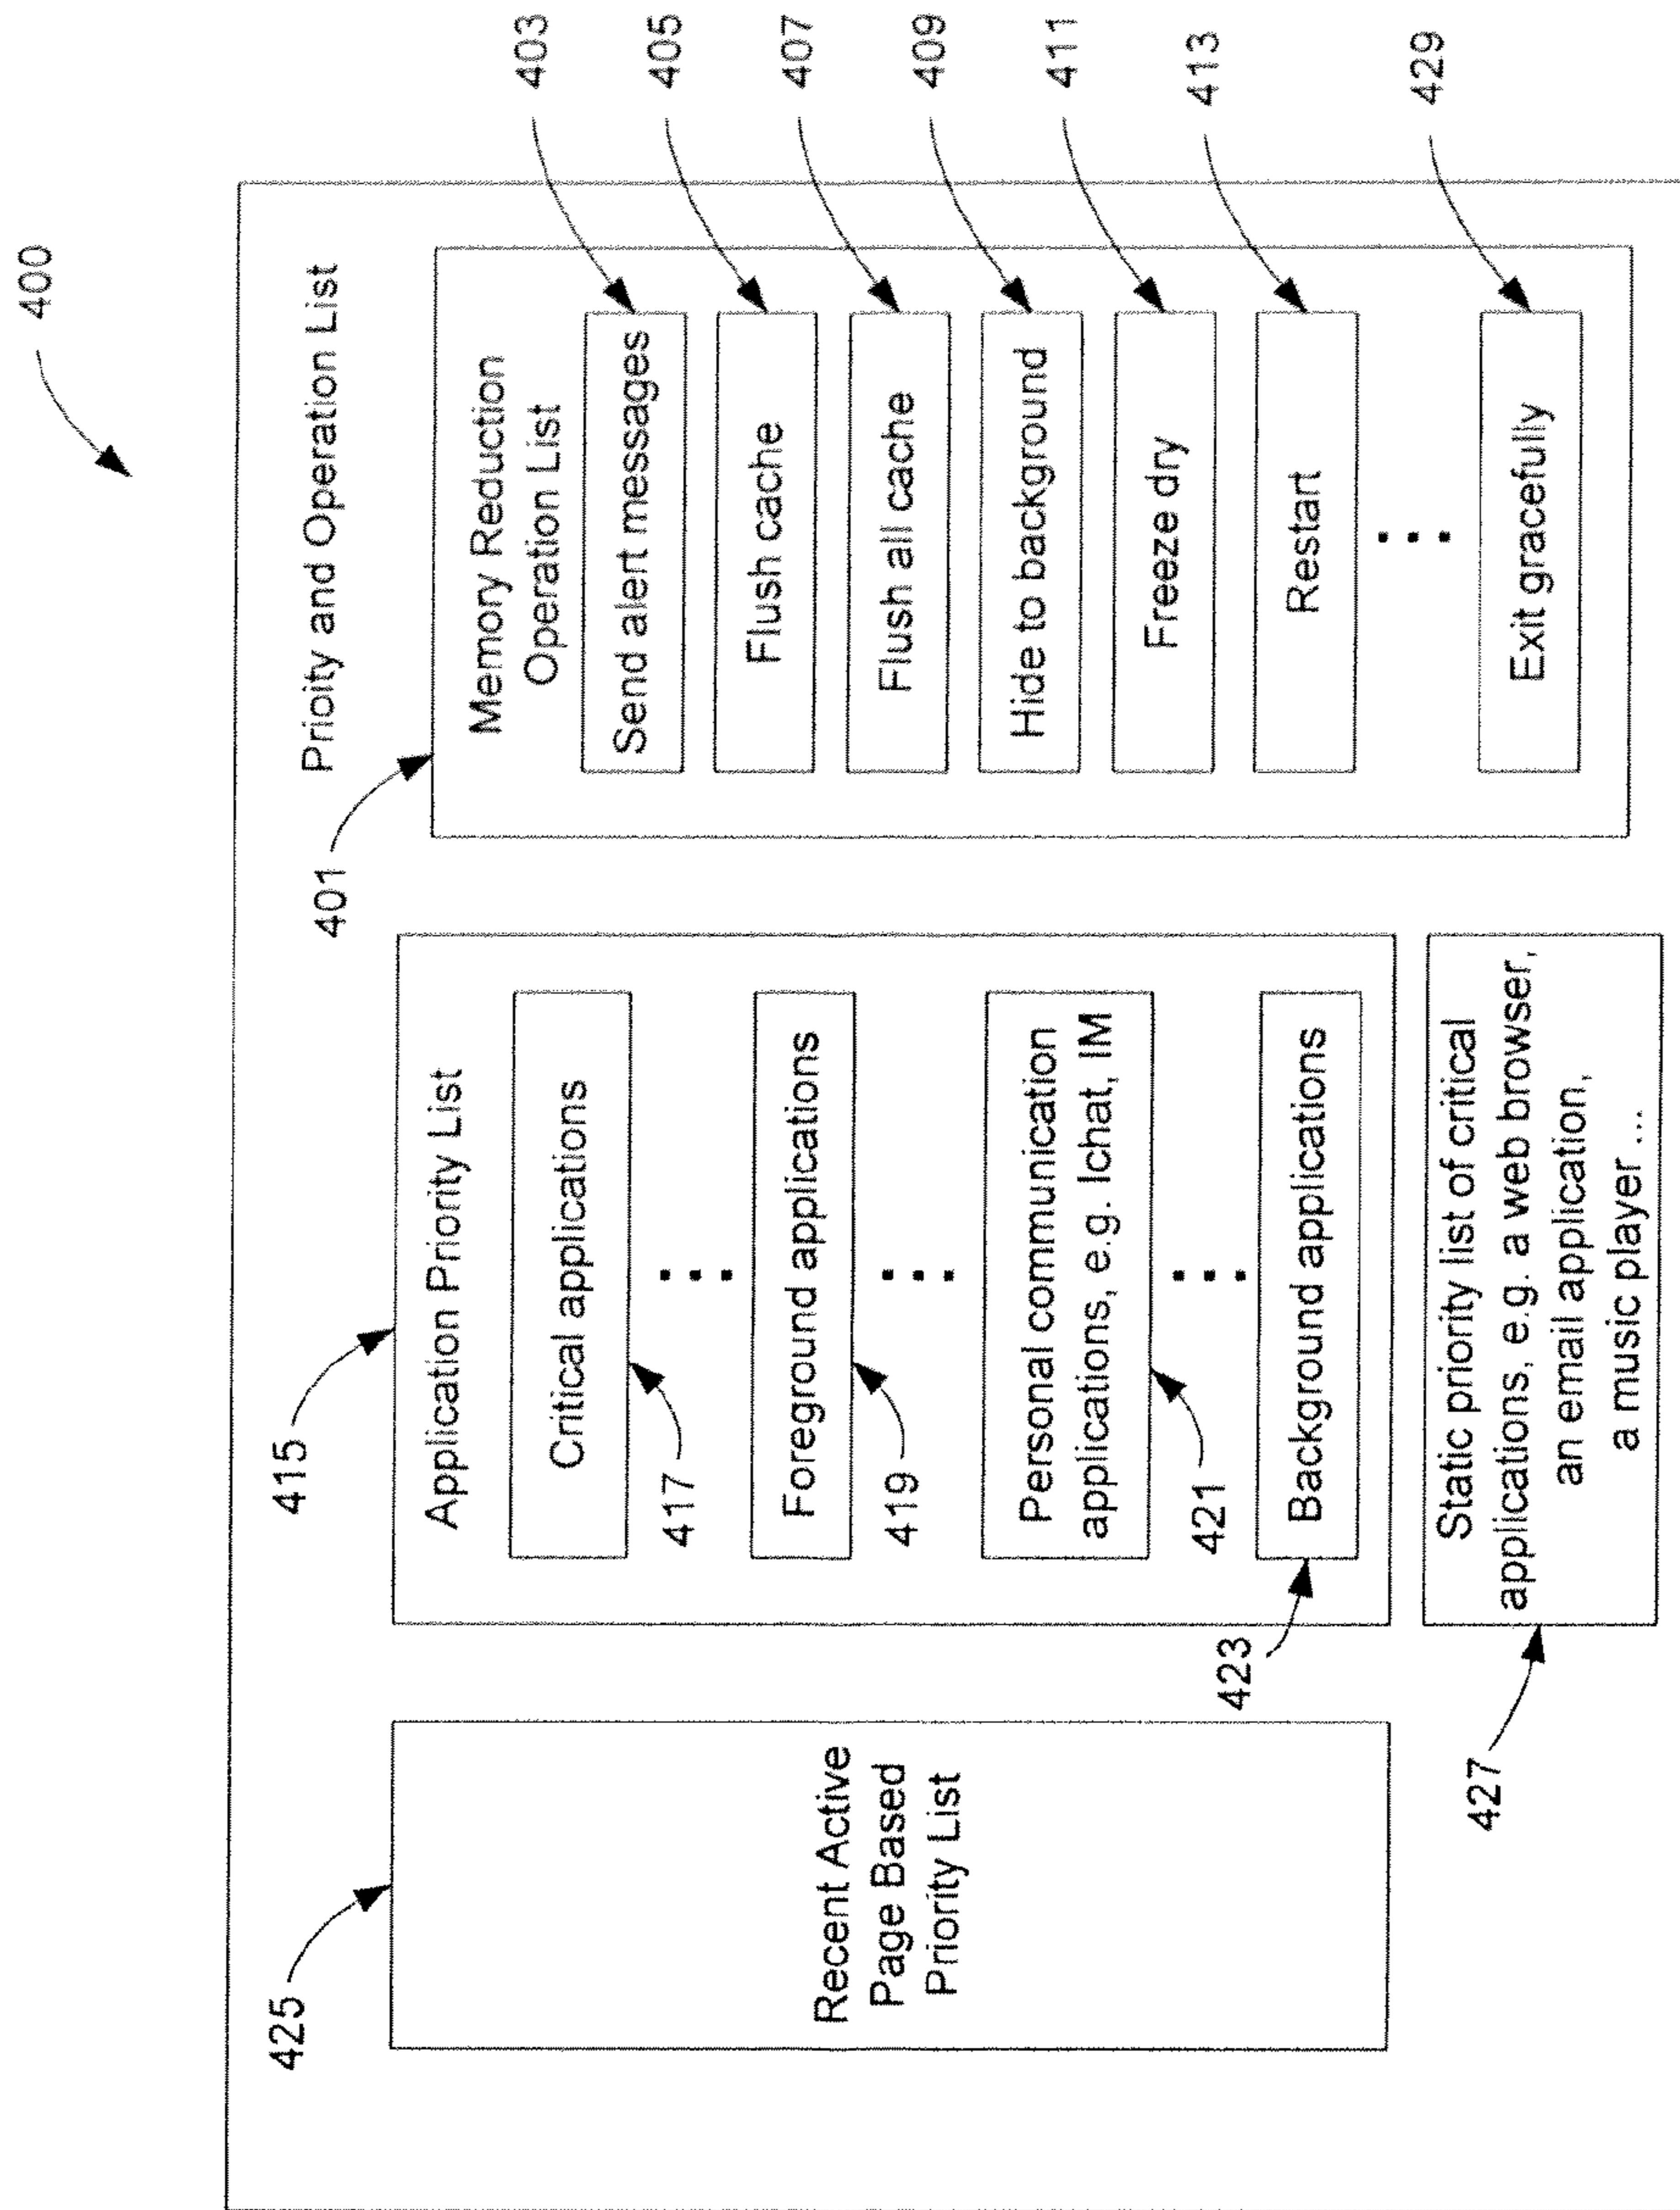 400
Prioity and Operation List
425
Recent Active
Page Based
Priority List
415
Application Priority List
Critical applications
417
Foreground applications
419
Personal communication
applications, e.g. Ichat, IM
421
Background applications
423
Static priority list of critical
applications, e.g. a web browser,
an email application,
a music player ...
427
401
Memory Reduction
Operation List
Send alert messages
403
Flush cache
405
Flush all cache
407
Hide to background
409
Freeze dry
411
Restart
413
Exit gracefully
429